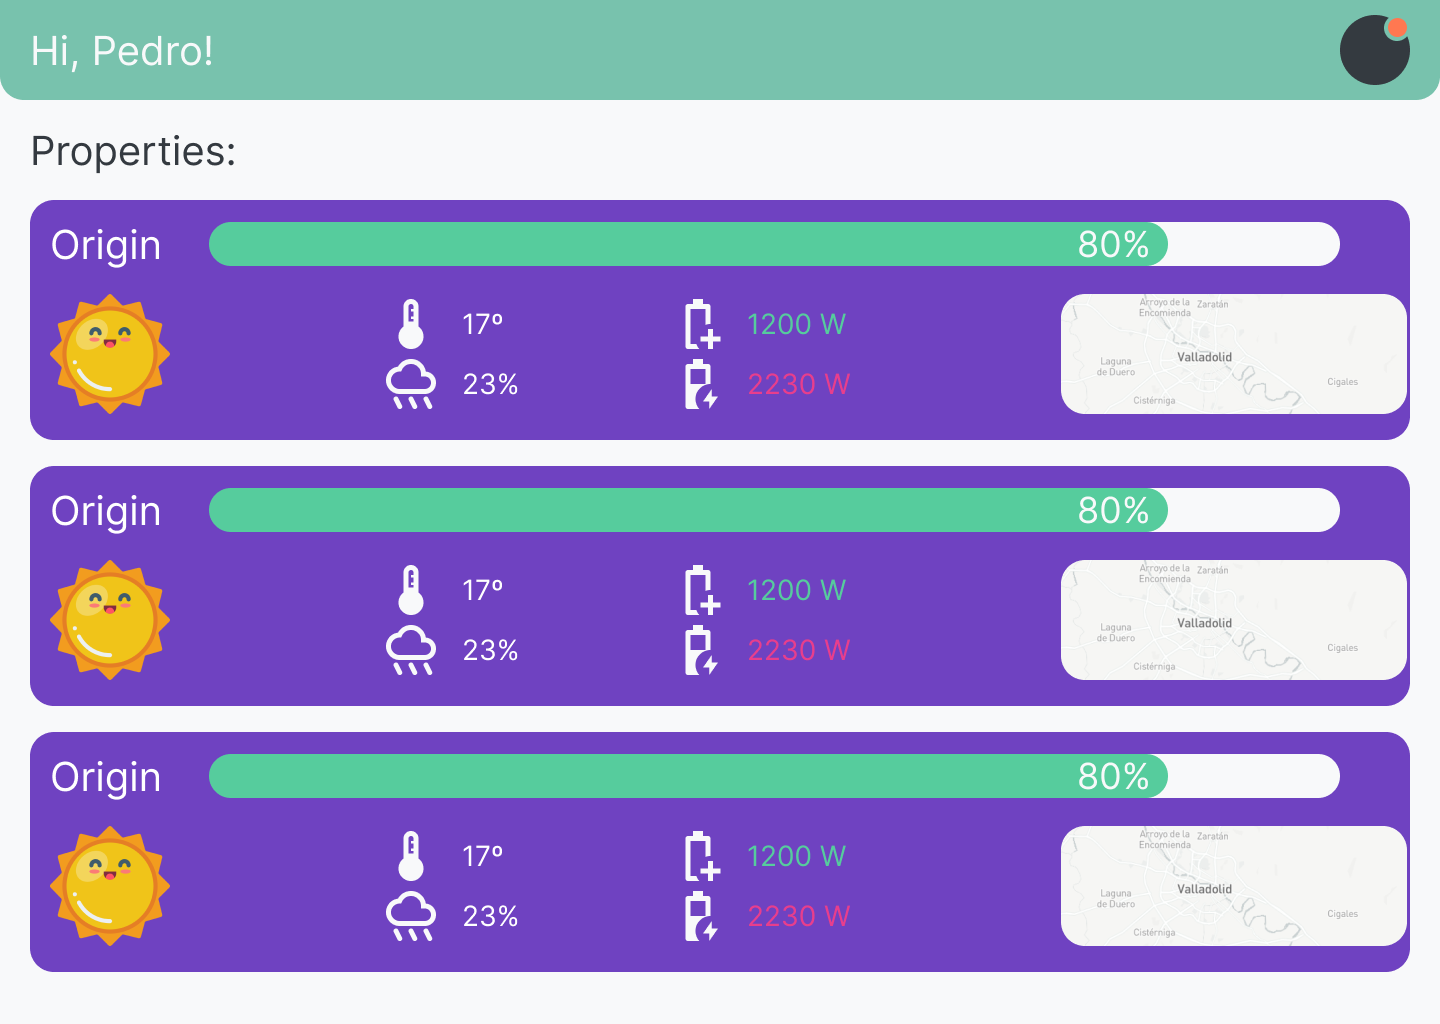 Hi, Pedro!
Properties:
Origin
80%
17º
1200 W
23%
2230 W
Arroyo de la
Encomienda
Zaratán
Laguna
de Duero
Valladolid
Cigales
Cistérniga
Origin
80%
17º
1200 W
23%
2230 W
Arroyo de la
Encomienda
Zaratán
Laguna
de Duero
Valladolid
Cigales
Cistérniga
Origin
80%
17º
1200 W
23%
2230 W
Arroyo de la
Encomienda
Zaratán
Laguna
de Duero
Valladolid
Cigales
Cistérniga